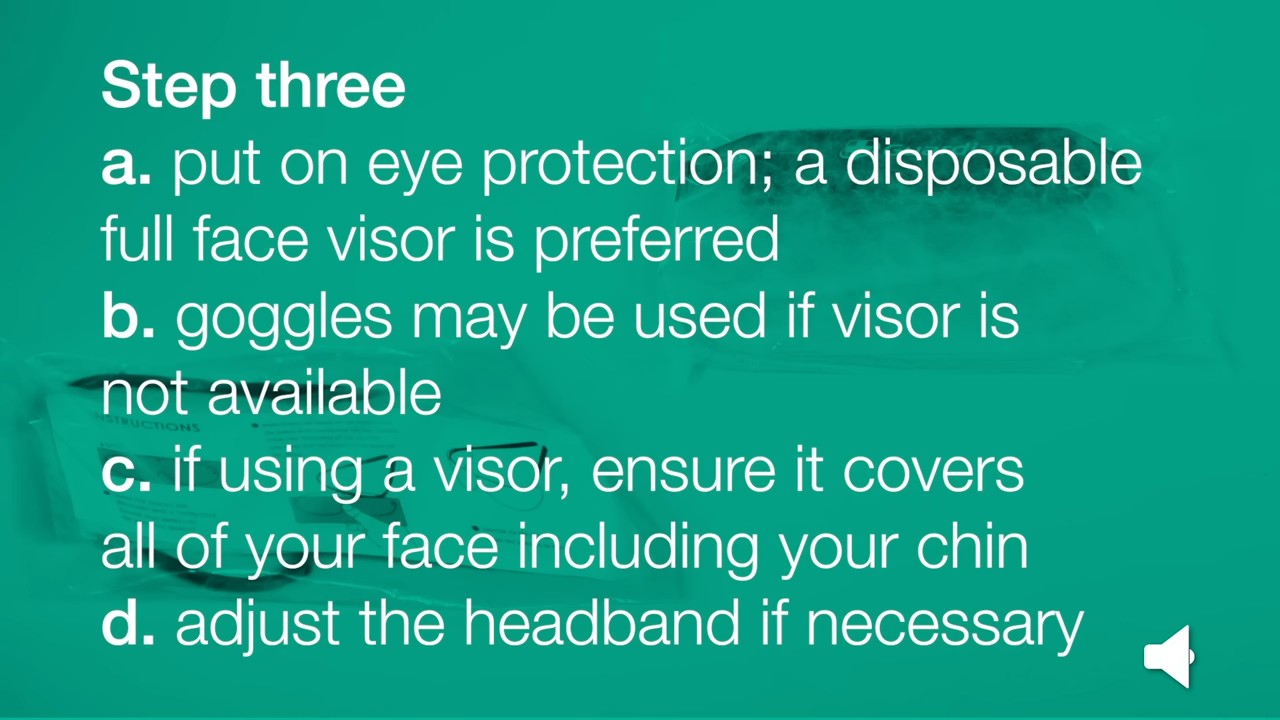 Step three
a. put on eye protection; a disposable
full face visor is preferred
b. goggles may be used if visor is
not available
c. if using a visor, ensure it covers
all of your face including your chin
d. adjust the headband if necessary
INSTRUCTIONS